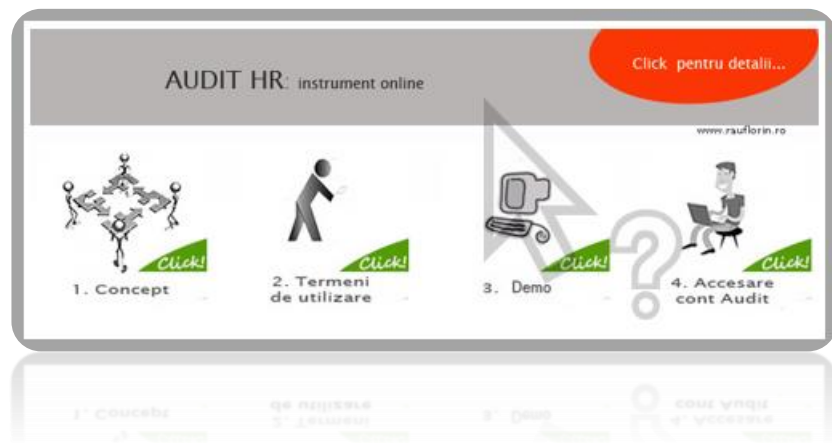 AUDIT HR: instrument online
Click pentru detalii...
www.rauflorin.ro
Click!
Click!
Click!
Click!
1. Concept
2. Termeni
de utilizare
3. Demo
4. Accesare
cont Audit
?